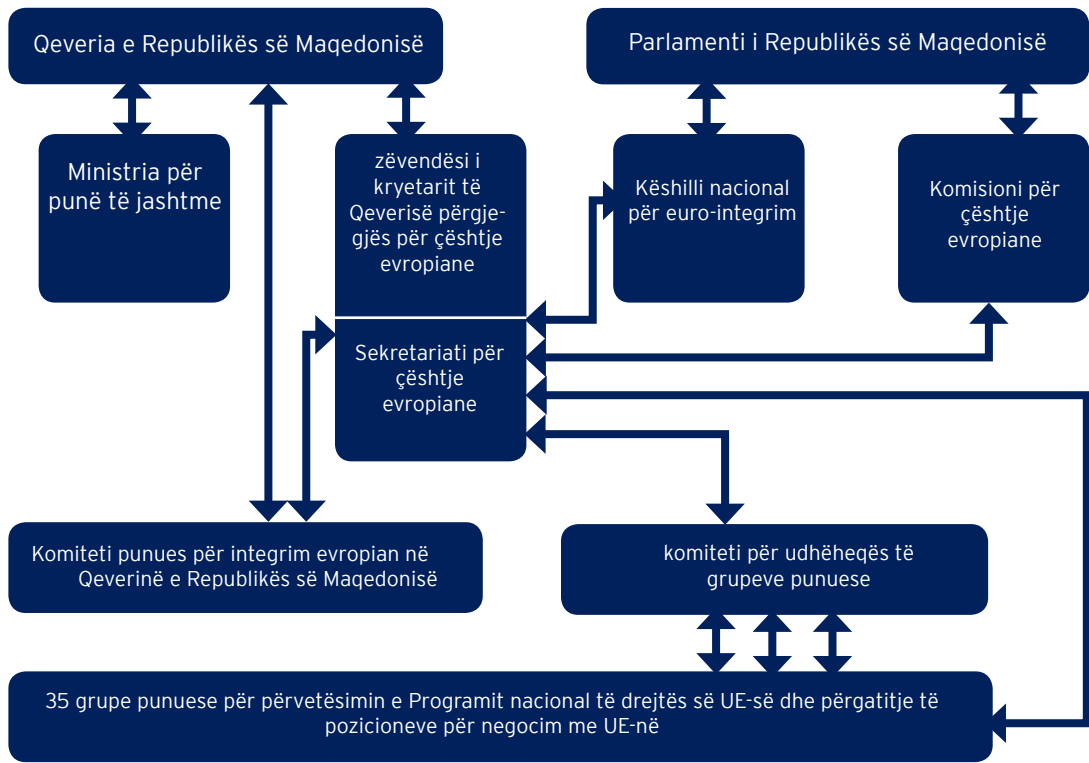 Qeveria e Republikës së Maqedonisë
Parlamenti i Republikës së Maqedonisë
Ministria për
punë të jashtme
zëvendësi i
kryetarit të
Qeverisë përgje-
gjës për çështje
evropiane
Këshilli nacional
për euro-integrim
Komisioni për
çështje
evropiane
Sekretariati për
çështje
evropiane
Komiteti punues për integrim evropian në
Qeverinë e Republikës së Maqedonisë
komiteti për udhëheqës të
grupeve punuese
35 grupe punuese për përvetësimin e Programit nacional të drejtës së UE-së dhe përgatitje të
pozicioneve për negocim me UE-në